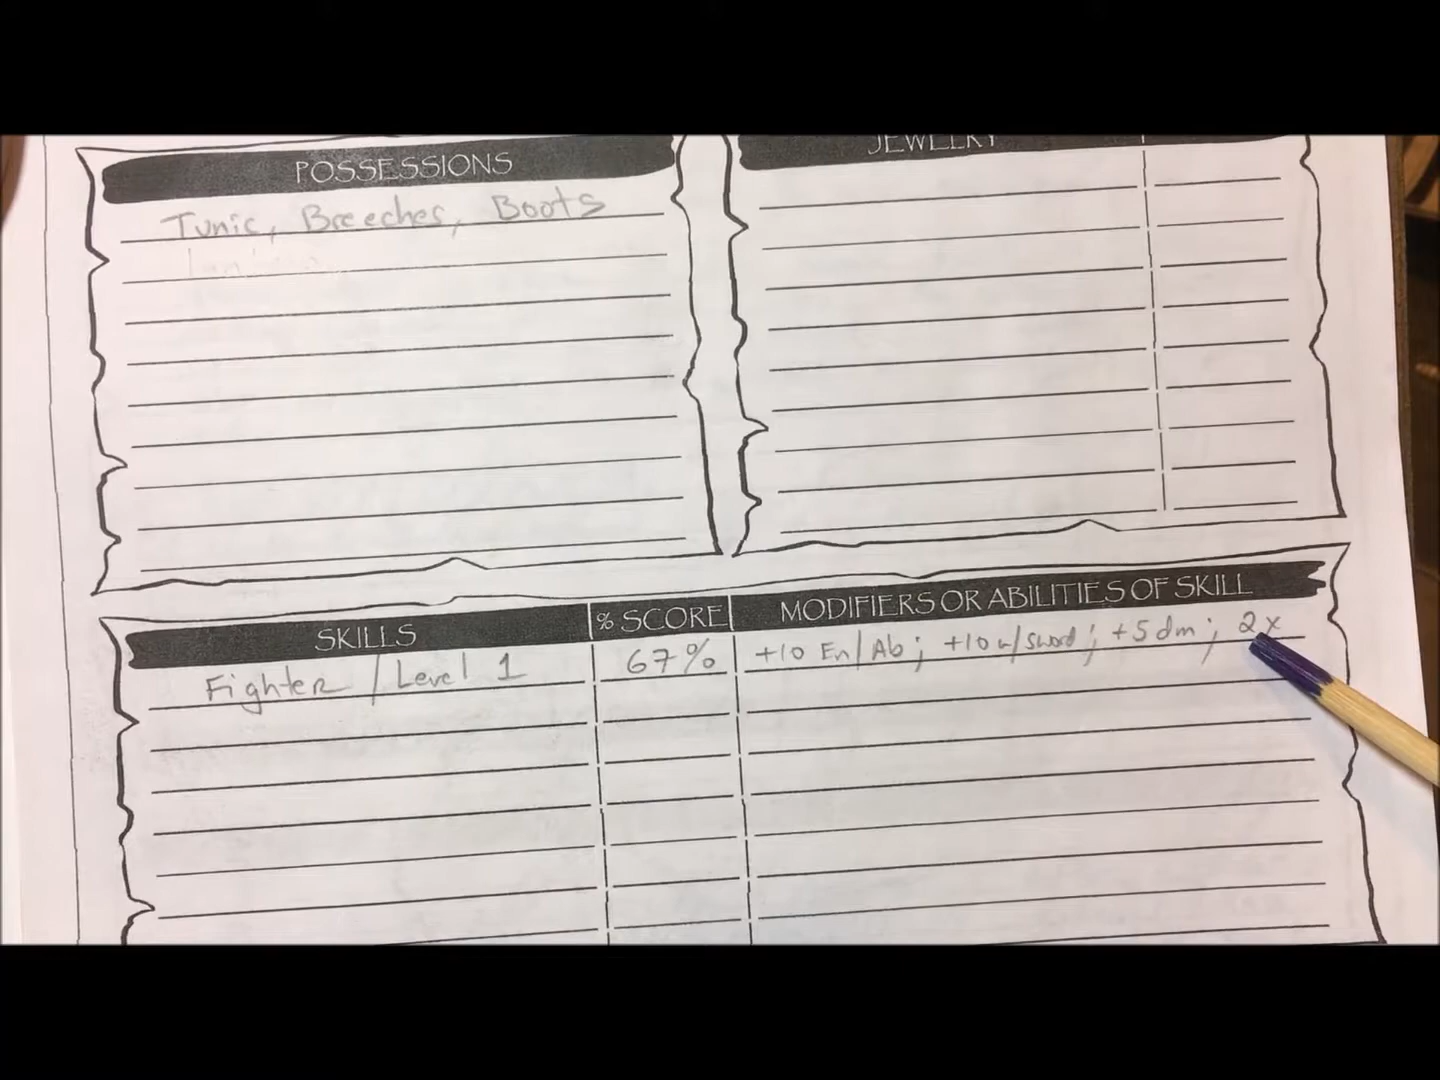 POSSESSIONS
Tunic, Breeches, Boots
JEWELRY
SKILLS
% SCORE
MODIFIERS OR ABILITIES OF SKILL
Fighter / Level 1
67%
+10 En/Ab; +10 w/sword; +5 dm; 2x